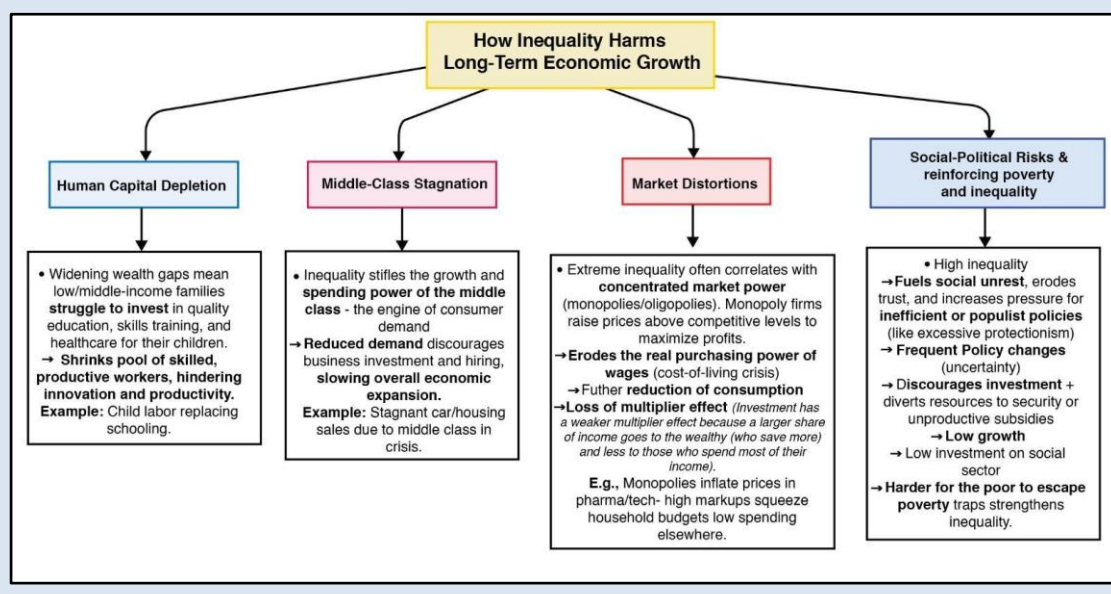 How Inequality Harms
Long-Term Economic Growth
Human Capital Depletion
• Widening wealth gaps mean
low/middle-income families
struggle to invest in quality
education, skills training, and
healthcare for their children.
→ Shrinks pool of skilled,
productive workers, hindering
innovation and productivity.
Example: Child labor replacing
schooling.
Middle-Class Stagnation
• Inequality stifles the growth and
spending power of the middle
class - the engine of consumer
demand
→ Reduced demand discourages
business investment and hiring,
slowing overall economic
expansion.
Example: Stagnant car/housing
sales due to middle class in
crisis.
Market Distortions
• Extreme inequality often correlates with
concentrated market power
(monopolies/oligopolies). Monopoly firms
raise prices above competitive levels to
maximize profits.
→Erodes the real purchasing power of
wages (cost-of-living crisis)
→Futher reduction of consumption
→Loss of multiplier effect (Investment has
a weaker multiplier effect because a larger
share of income goes to the wealthy (who
save more) and less to those who spend most of their
income).
E.g., Monopolies inflate prices in
pharma/tech- high markups squeeze
household budgets low spending
elsewhere.
Social-Political Risks &
reinforcing poverty
and inequality
• High inequality
→Fuels social unrest, erodes
trust, and increases pressure for
inefficient or populist policies
(like excessive protectionism)
→ Frequent Policy changes
(uncertainty)
→Discourages investment +
diverts resources to security or
unproductive subsidies
→ Low growth
→ Low investment on social
sector
→Harder for the poor to escape
poverty traps strengthens
inequality.